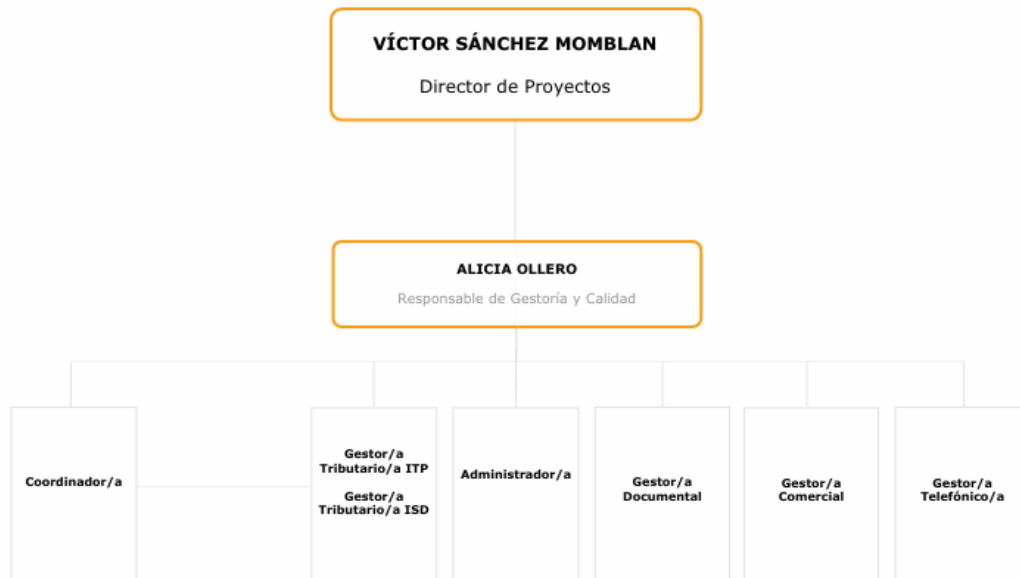 VÍCTOR SÁNCHEZ MOMBLAN
Director de Proyectos
ALICIA OLLERO
Responsable de Gestoría y Calidad
Coordinador/a
Gestor/a
Tributario/a ITP
Gestor/a
Tributario/a ISD
Administrador/a
Gestor/a
Documental
Gestor/a
Comercial
Gestor/a
Telefónico/a